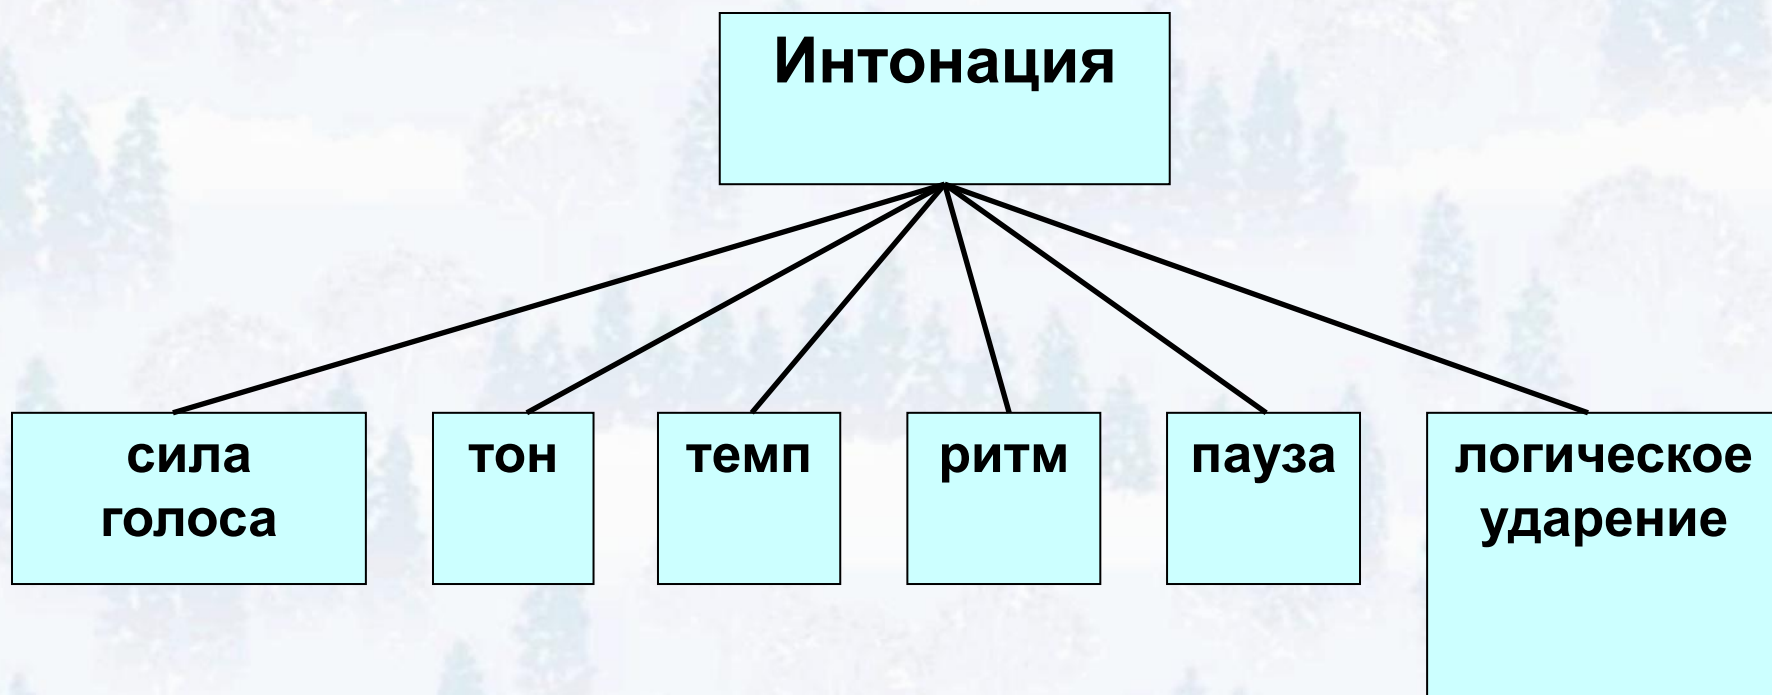 Интонация
сила
голоса
тон
темп
ритм
пауза
логическое
ударение